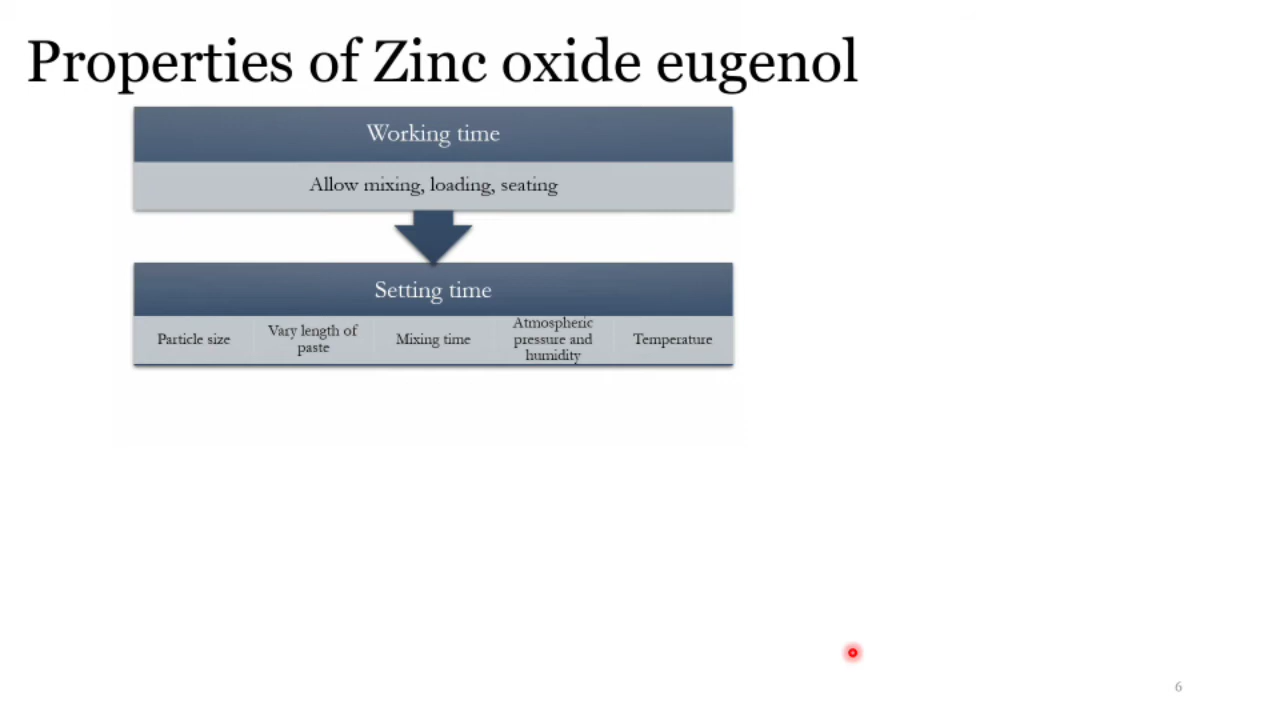 Properties of Zinc oxide eugenol
Working time
Allow mixing, loading, seating
Setting time
Particle size
Vary length of
paste
Mixing time
Atmospheric
pressure and
humidity
Temperature
6